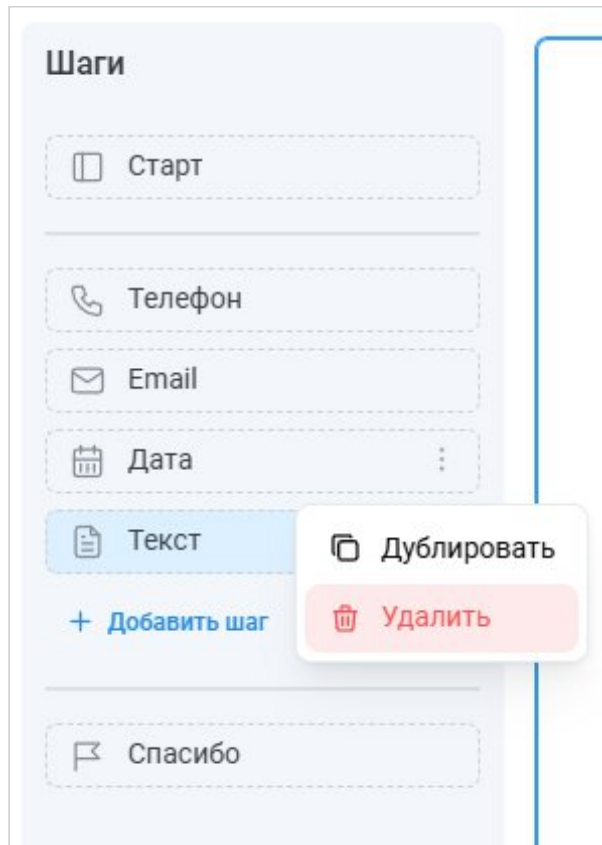 Шаги
Старт
Телефон
Email
Дата
Текст
Дублировать
Удалить
+ Добавить шаг
Спасибо